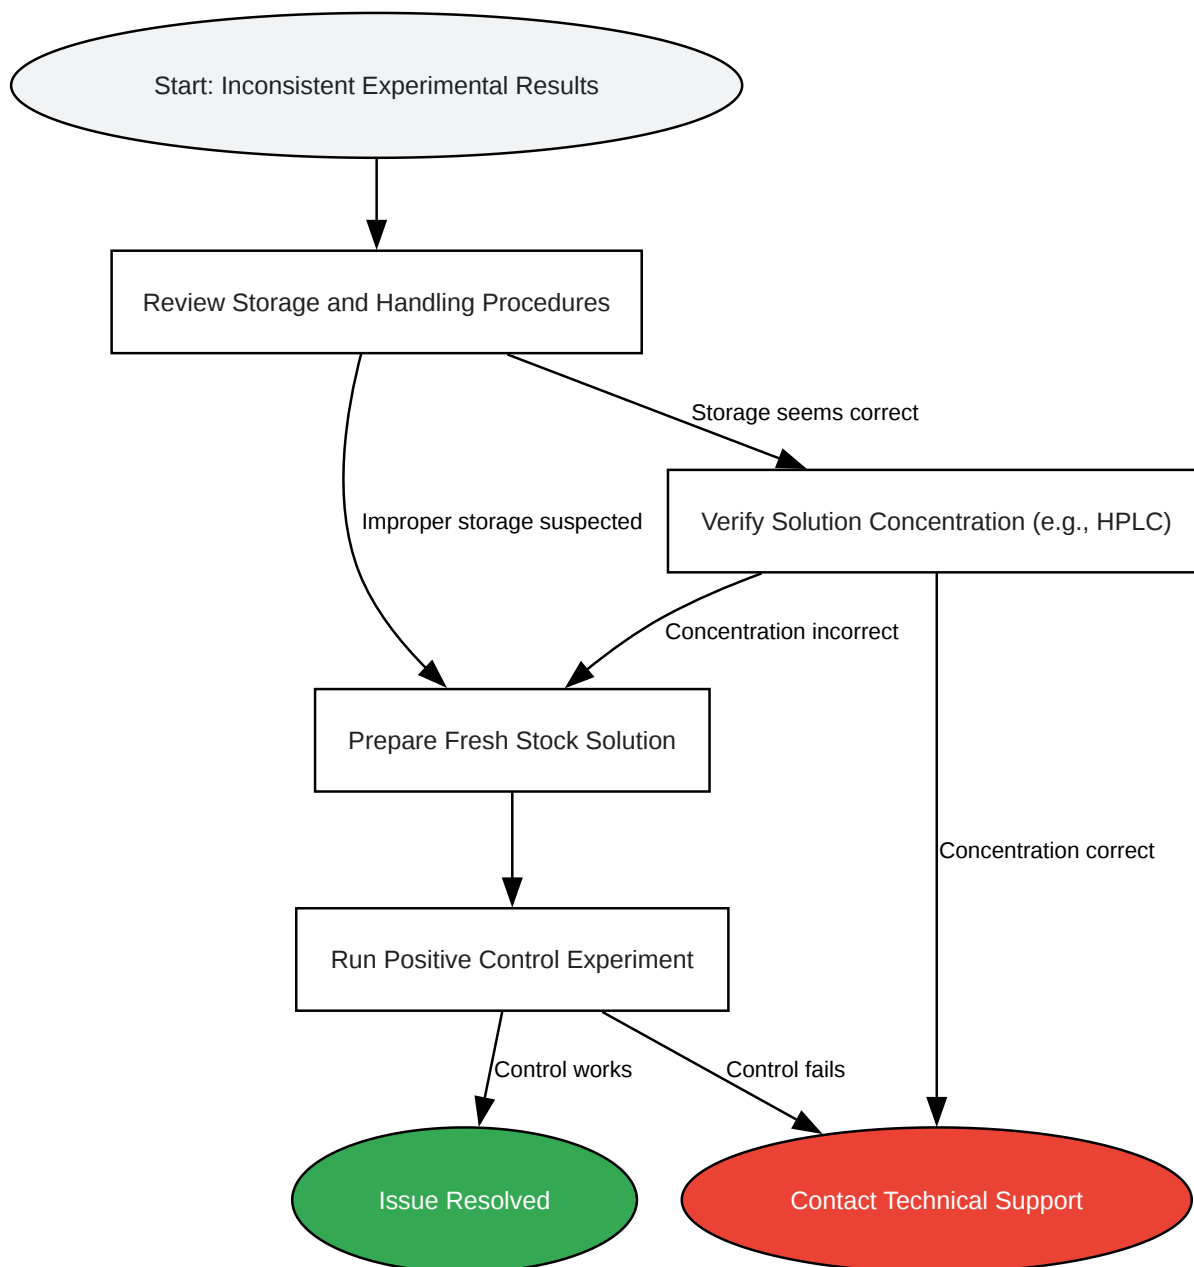 Start: Inconsistent Experimental Results
Review Storage and Handling Procedures
Storage seems correct
Improper storage suspected
Verify Solution Concentration (e.g., HPLC)
Concentration incorrect
Prepare Fresh Stock Solution
Concentration correct
Run Positive Control Experiment
Control works
Control fails
Issue Resolved
Contact Technical Support